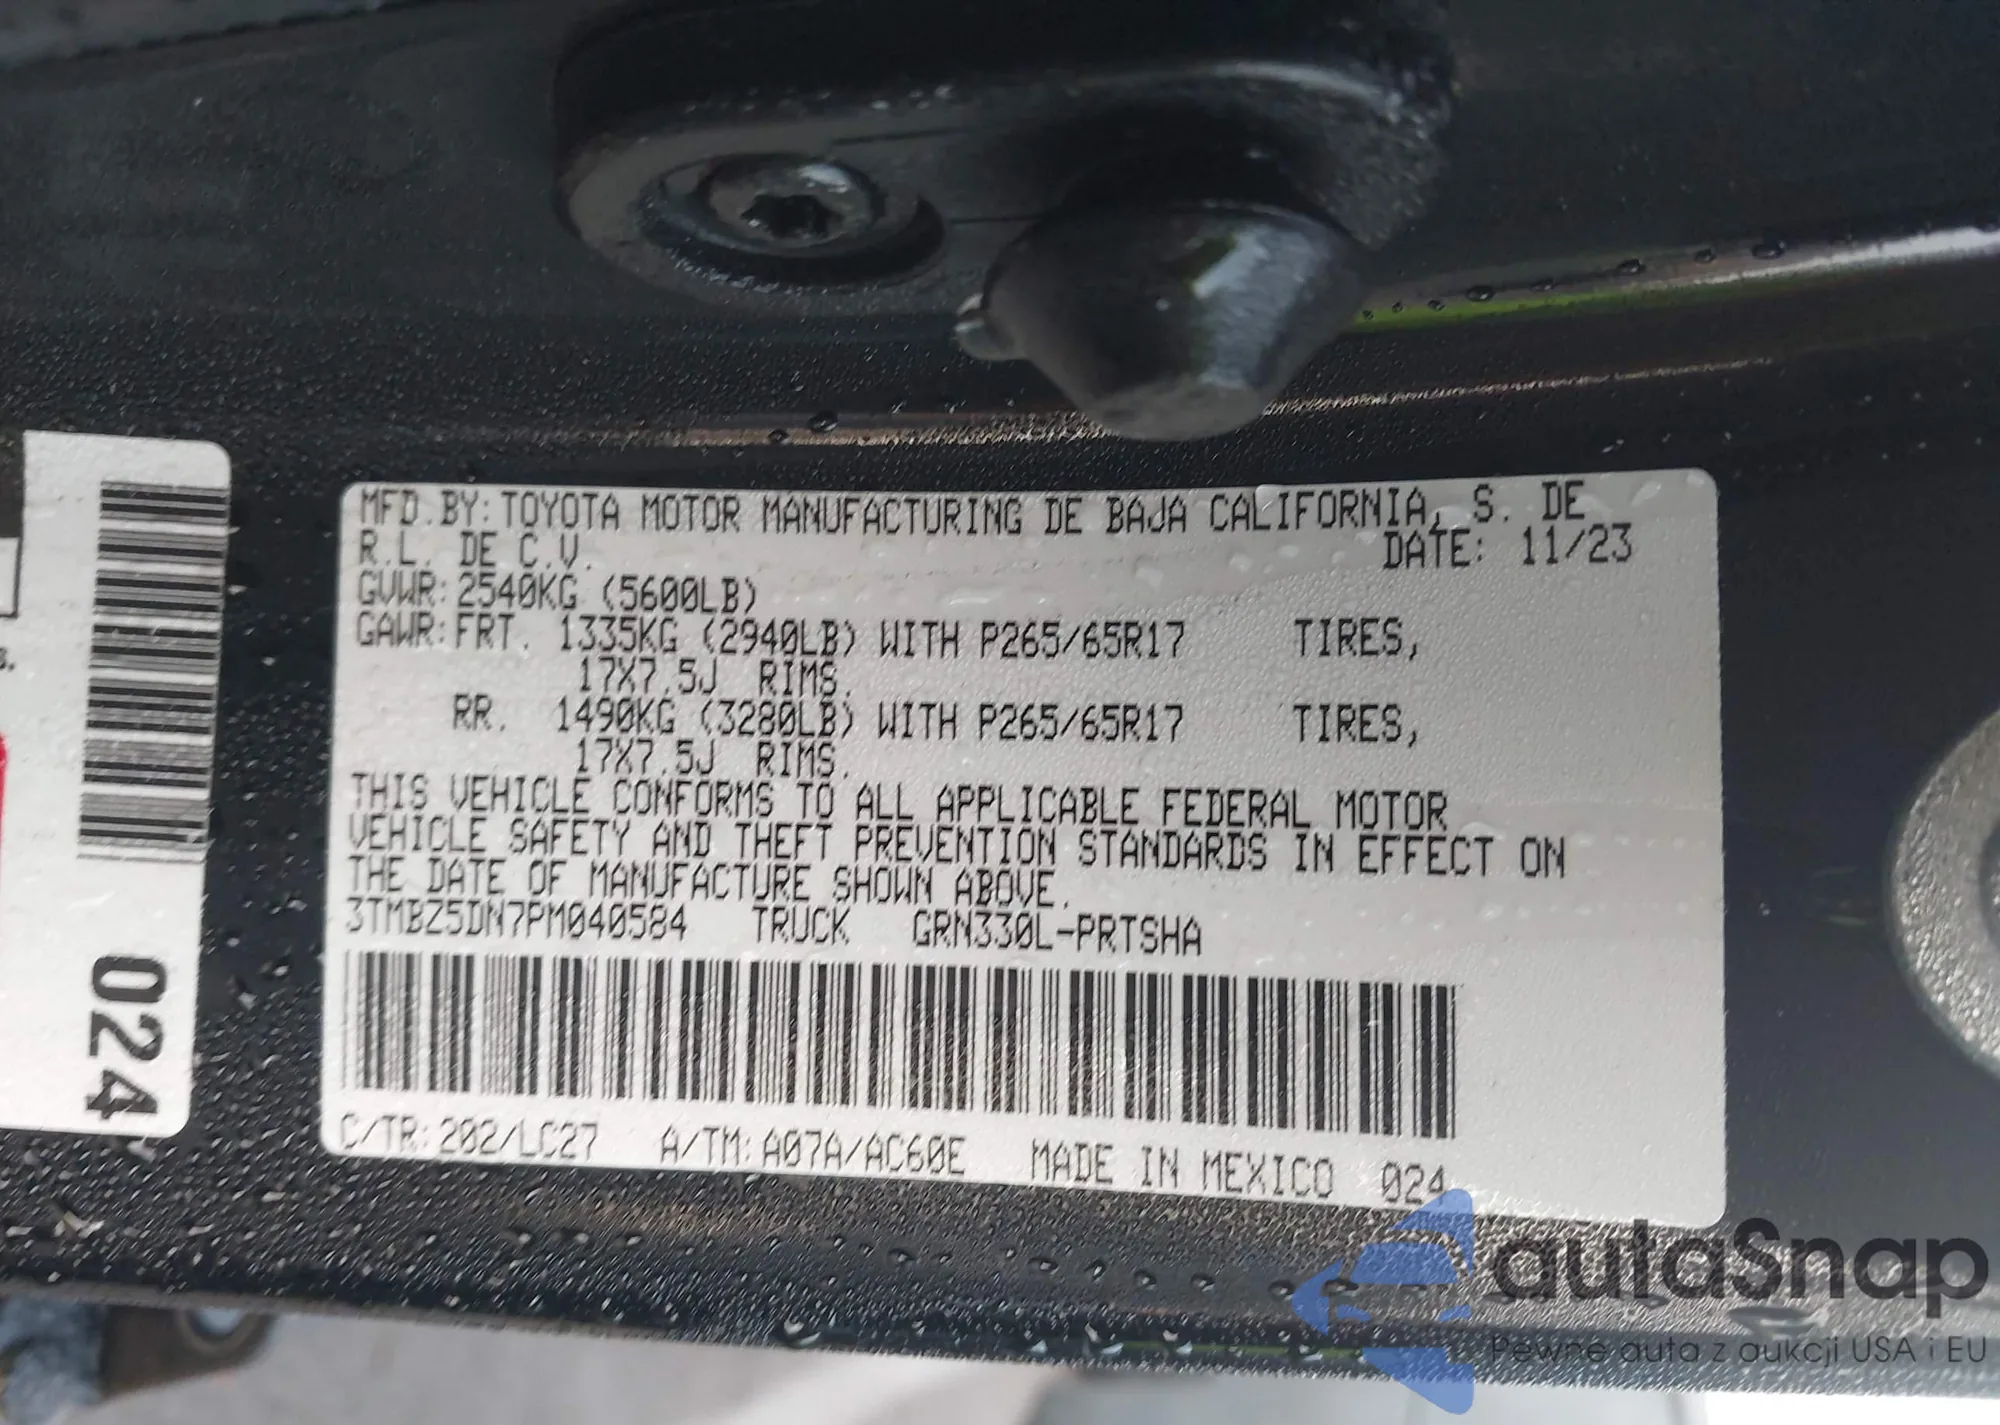 MFD.BY: TOYOTA MOTOR MANUFACTURING DE BAJA CALIFORNIA, S. DE
R.L. DE C.V. DATE: 11/23
GVWR: 2540KG (5600LB)
GAWR: FRT. 1335KG (2940LB) WITH P265/65R17 TIRES,
17X7.5J RIMS.
RR. 1490KG (3280LB) WITH P265/65R17 TIRES,
17X7.5J RIMS.
THIS VEHICLE CONFORMS TO ALL APPLICABLE FEDERAL MOTOR
VEHICLE SAFETY AND THEFT PREVENTION STANDARDS IN EFFECT ON
THE DATE OF MANUFACTURE SHOWN ABOVE.
3TMBZ5DN7PM040584 TRUCK GRN330L-PRTSHA
C/TR: 202/LC27 A/TM: A07A/AC60E MADE IN MEXICO 024
024
autaSnap
Pewne auta z aukcji USA i EU